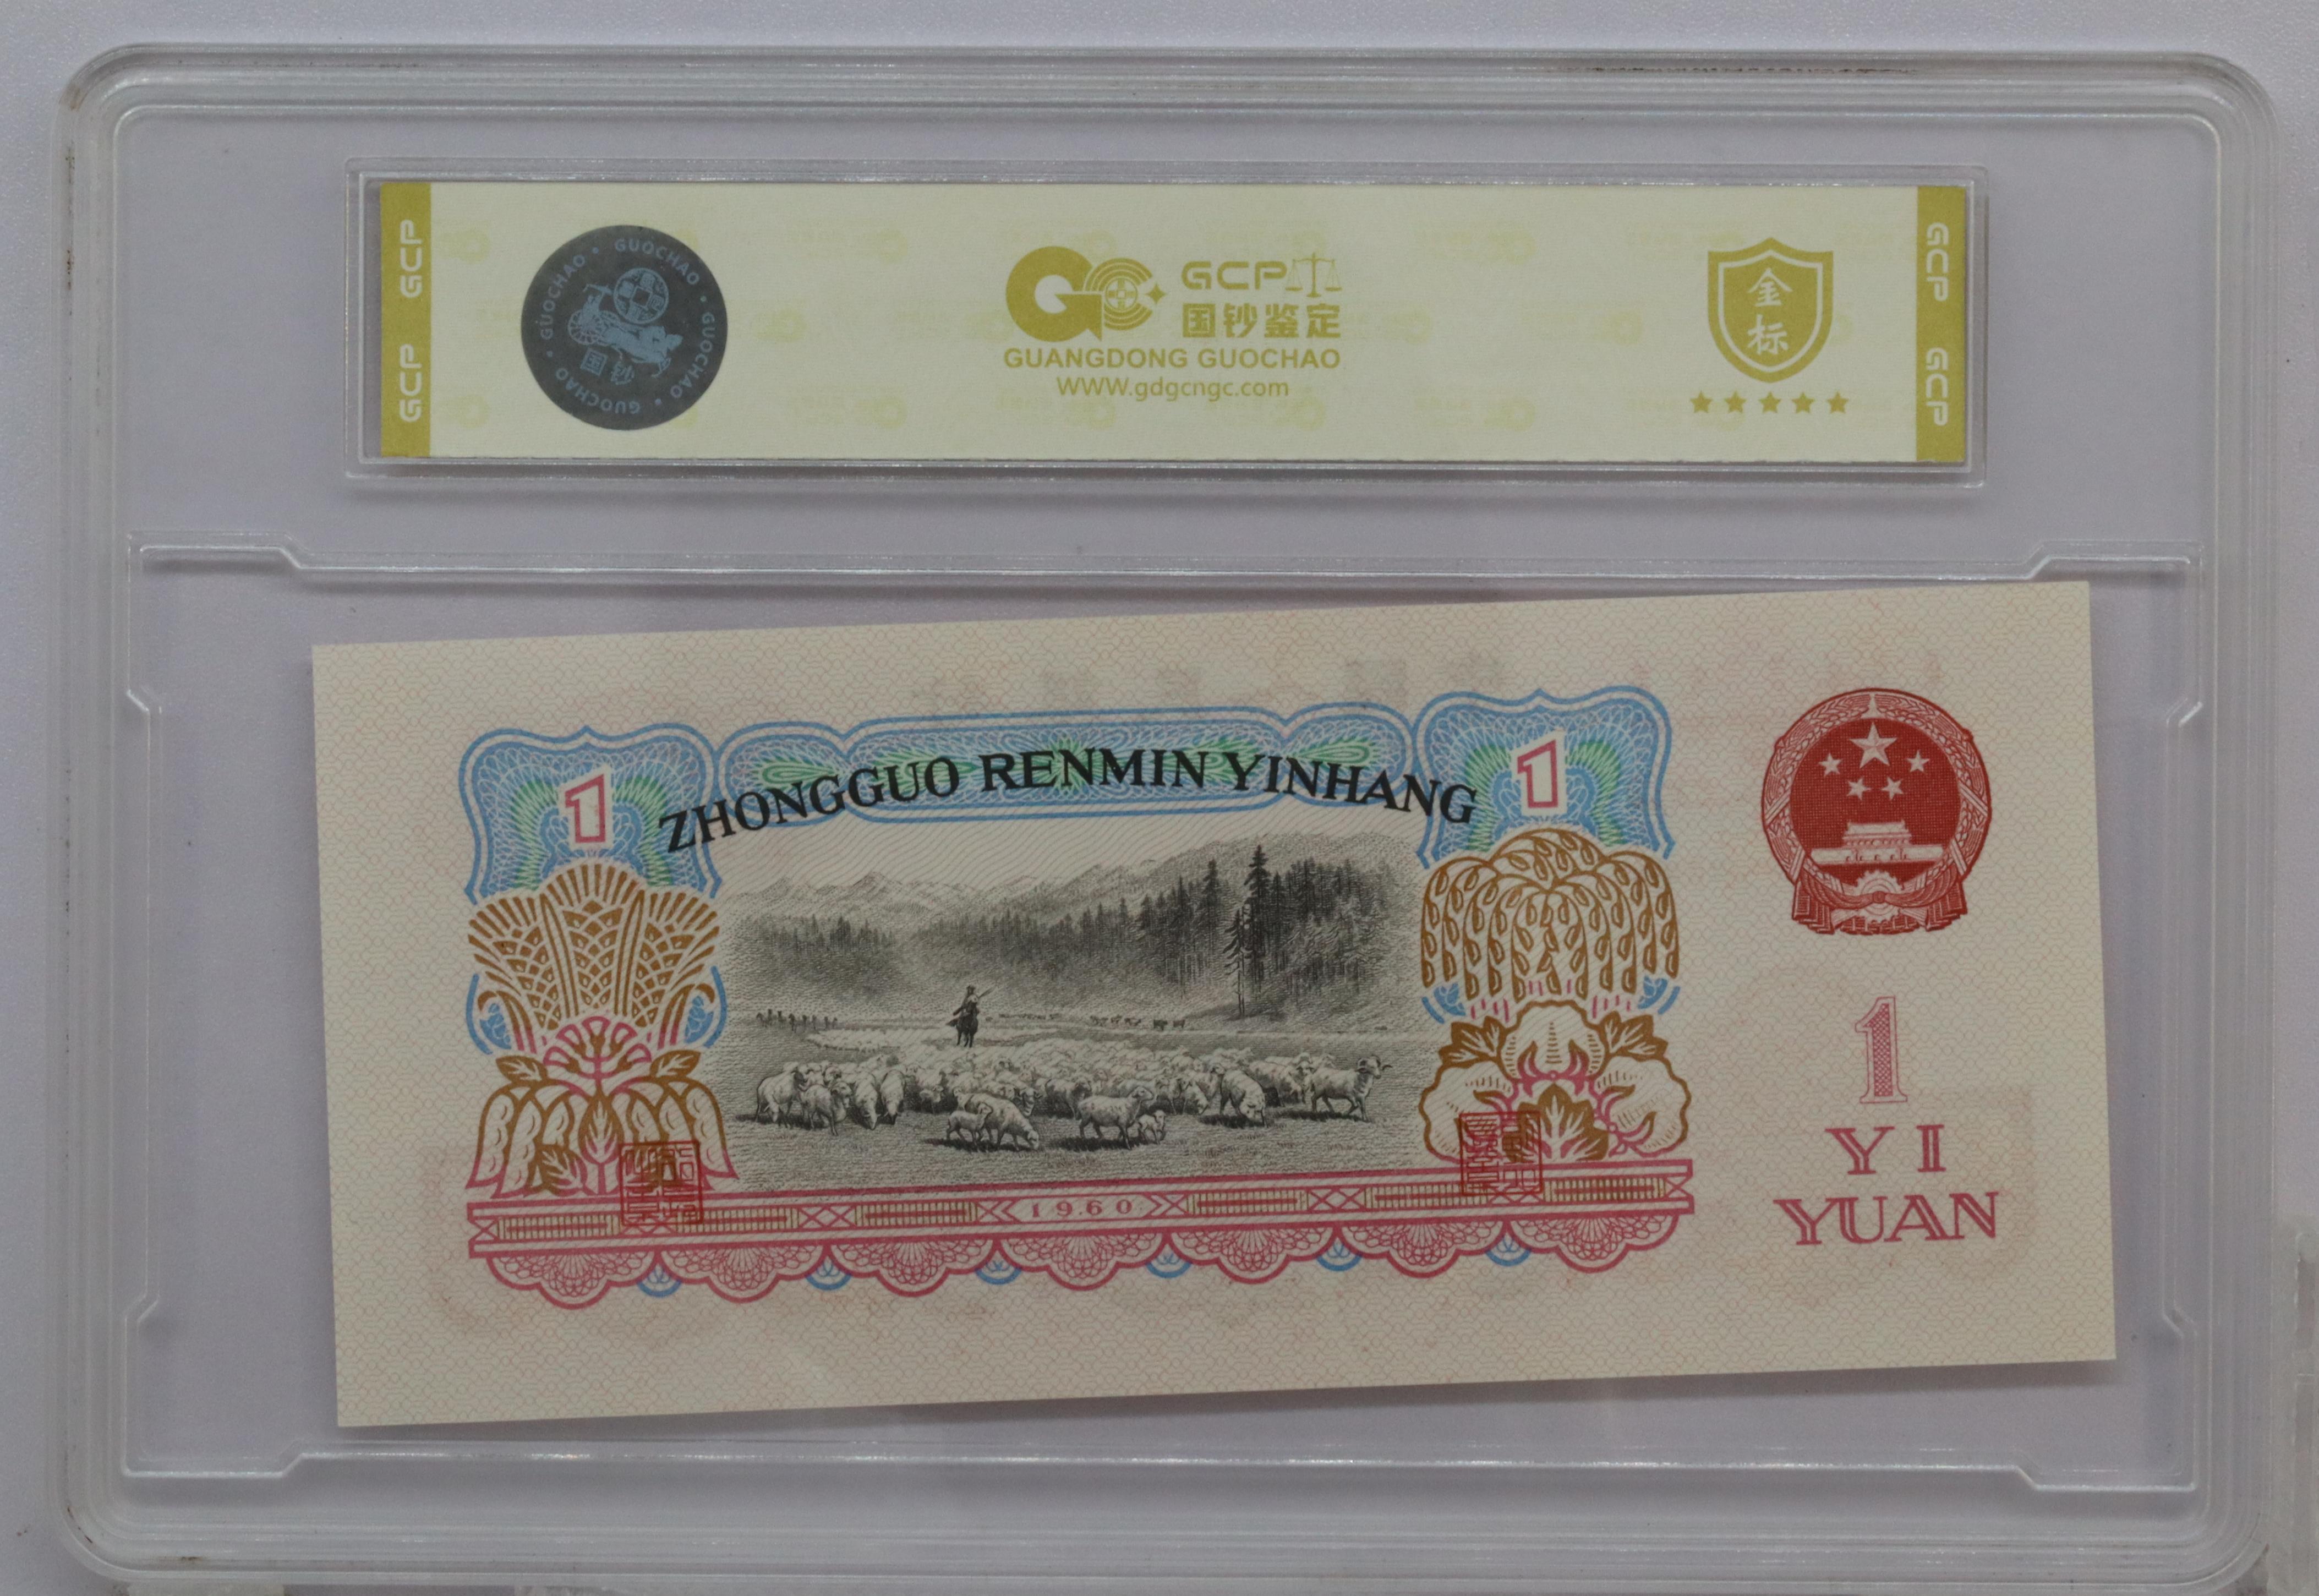 GCP GCP
GUOCHAO • GUOCHAO • GUOCHAO • GUOCHAO •
国钞
GC
GCP
国钞鉴定
GUANGDONG GUOCHAO
WWW.gdgcngc.com
金
标
GCP GCP
1
ZHONGGUO RENMIN YINHANG
1
1
YI
YUAN
1960